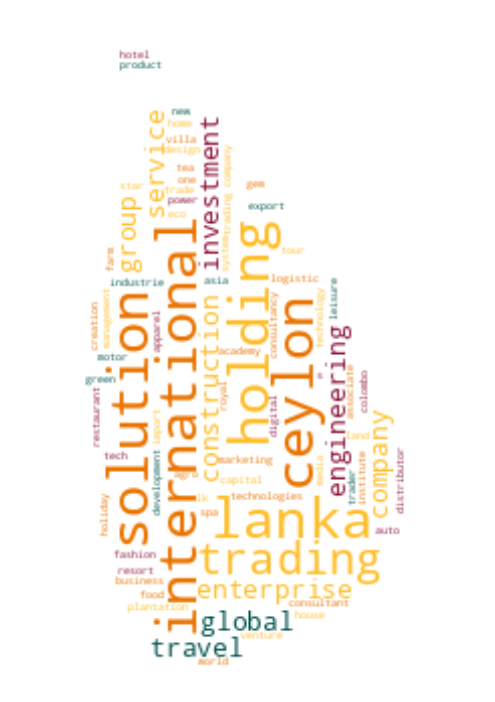 hotel
product
new
home
villa
design
service
investment
tea
one
trade
power
eco
star
group
system
trading company
gem
export
tour
farm
industrie
international
asia
holding
logistic
leisure
creation
management
solution
apparel
construction
consultancy
ceylon
technology
motor
academy
engineering
green
royal
associate
colombo
restaurant
import
digital
company
land
tech
development
agro
marketing
capital
media
trader
institute
distributor
holiday
lk
technologies
spa
lanka
auto
fashion
trading
resort
business
food
enterprise
plantation
consultant
house
global
venture
travel
world